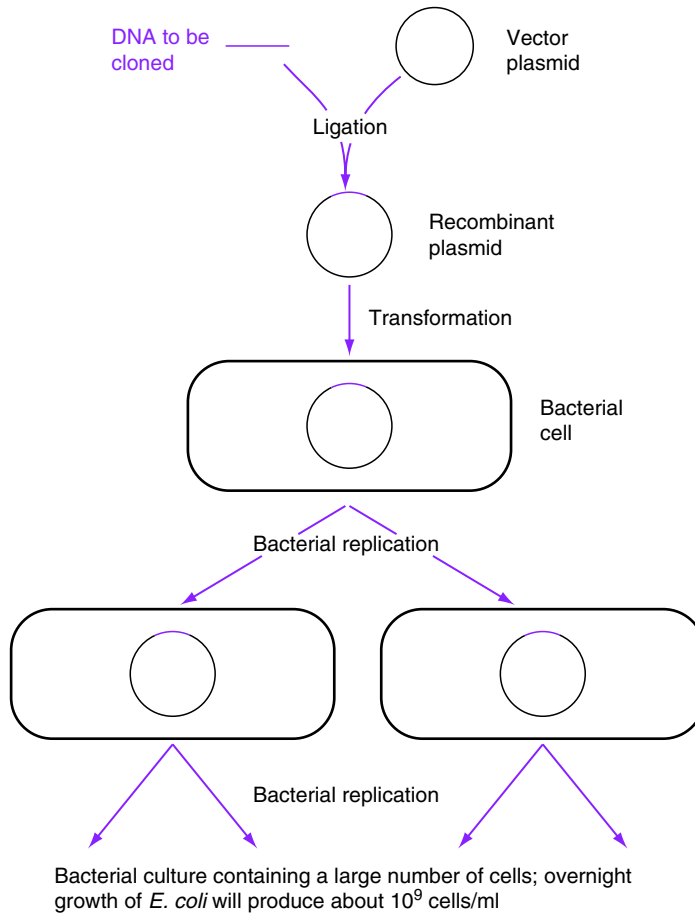 DNA to be
cloned
Vector
plasmid
Ligation
Recombinant
plasmid
Transformation
Bacterial
cell
Bacterial replication
Bacterial replication
Bacterial culture containing a large number of cells; overnight
growth of E. coli will produce about 10⁹ cells/ml